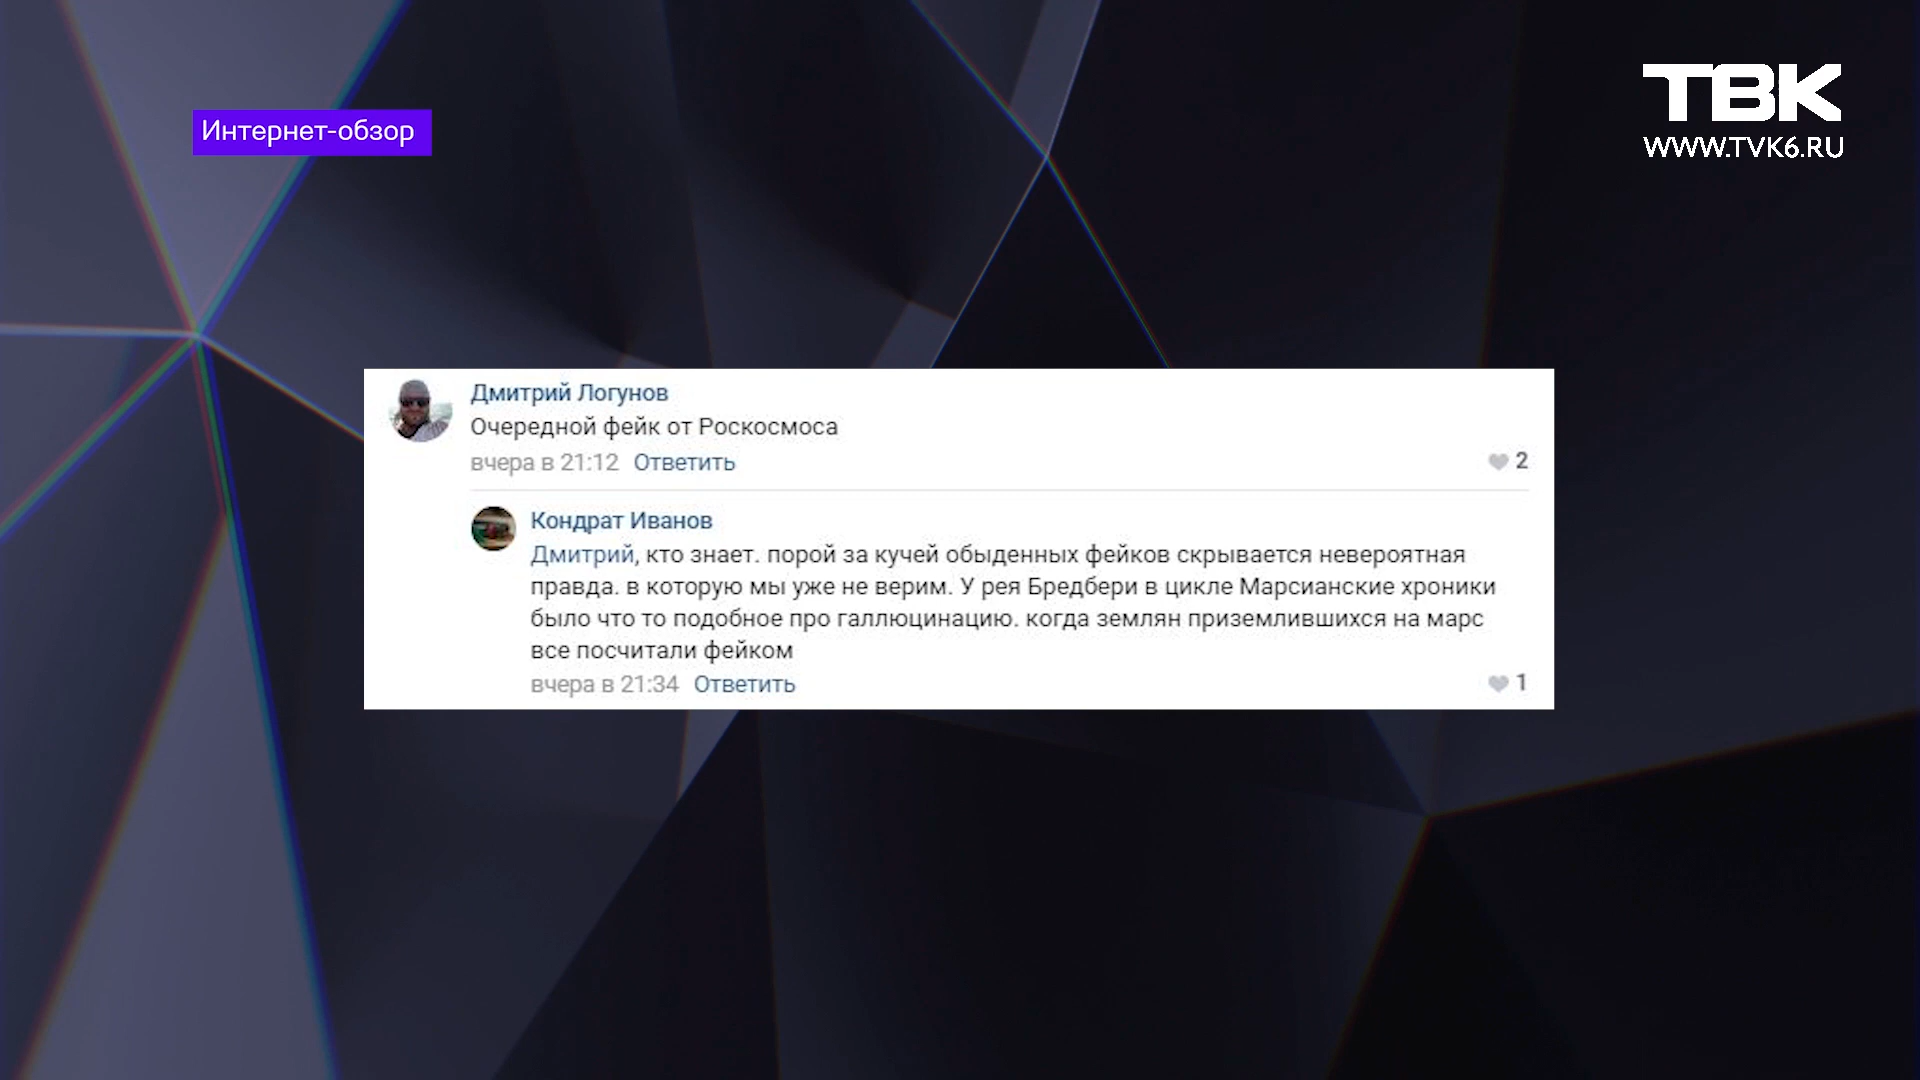 ТВК
Интернет-обзор
WWW.TVK6.RU
Дмитрий Логунов
Очередной фейк от Роскосмоса
вчера в 21:12 Ответить
2
Кондрат Иванов
Дмитрий, кто знает. порой за кучей обыденных фейков скрывается невероятная
правда. в которую мы уже не верим. У рея Бредбери в цикле Марсианские хроники
было что то подобное про галлюцинацию. когда землян приземлившихся на марс
все посчитали фейком
вчера в 21:34 Ответить
1